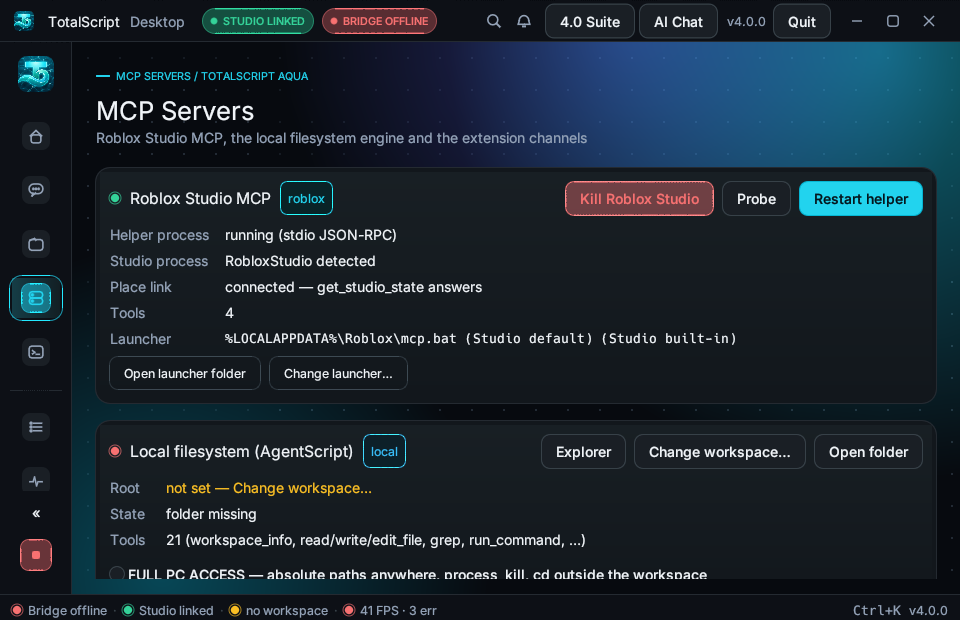 TotalScript Desktop STUDIO LINKED BRIDGE OFFLINE 4.0 Suite AI Chat v4.0.0 Quit
MCP SERVERS / TOTALSCRIPT AQUA
MCP Servers
Roblox Studio MCP, the local filesystem engine and the extension channels
Roblox Studio MCP roblox Kill Roblox Studio Probe Restart helper
Helper process running (stdio JSON-RPC)
Studio process RobloxStudio detected
Place link connected — get_studio_state answers
Tools 4
Launcher %LOCALAPPDATA%\Roblox\mcp.bat (Studio default) (Studio built-in)
Open launcher folder Change launcher...
Local filesystem (AgentScript) local Explorer Change workspace... Open folder
Root not set — Change workspace...
State folder missing
Tools 21 (workspace_info, read/write/edit_file, grep, run_command, ...)
FULL PC ACCESS — absolute paths anywhere, process_kill, cd outside the workspace
Bridge offline · Studio linked · no workspace · 41 FPS · 3 err Ctrl+K v4.0.0